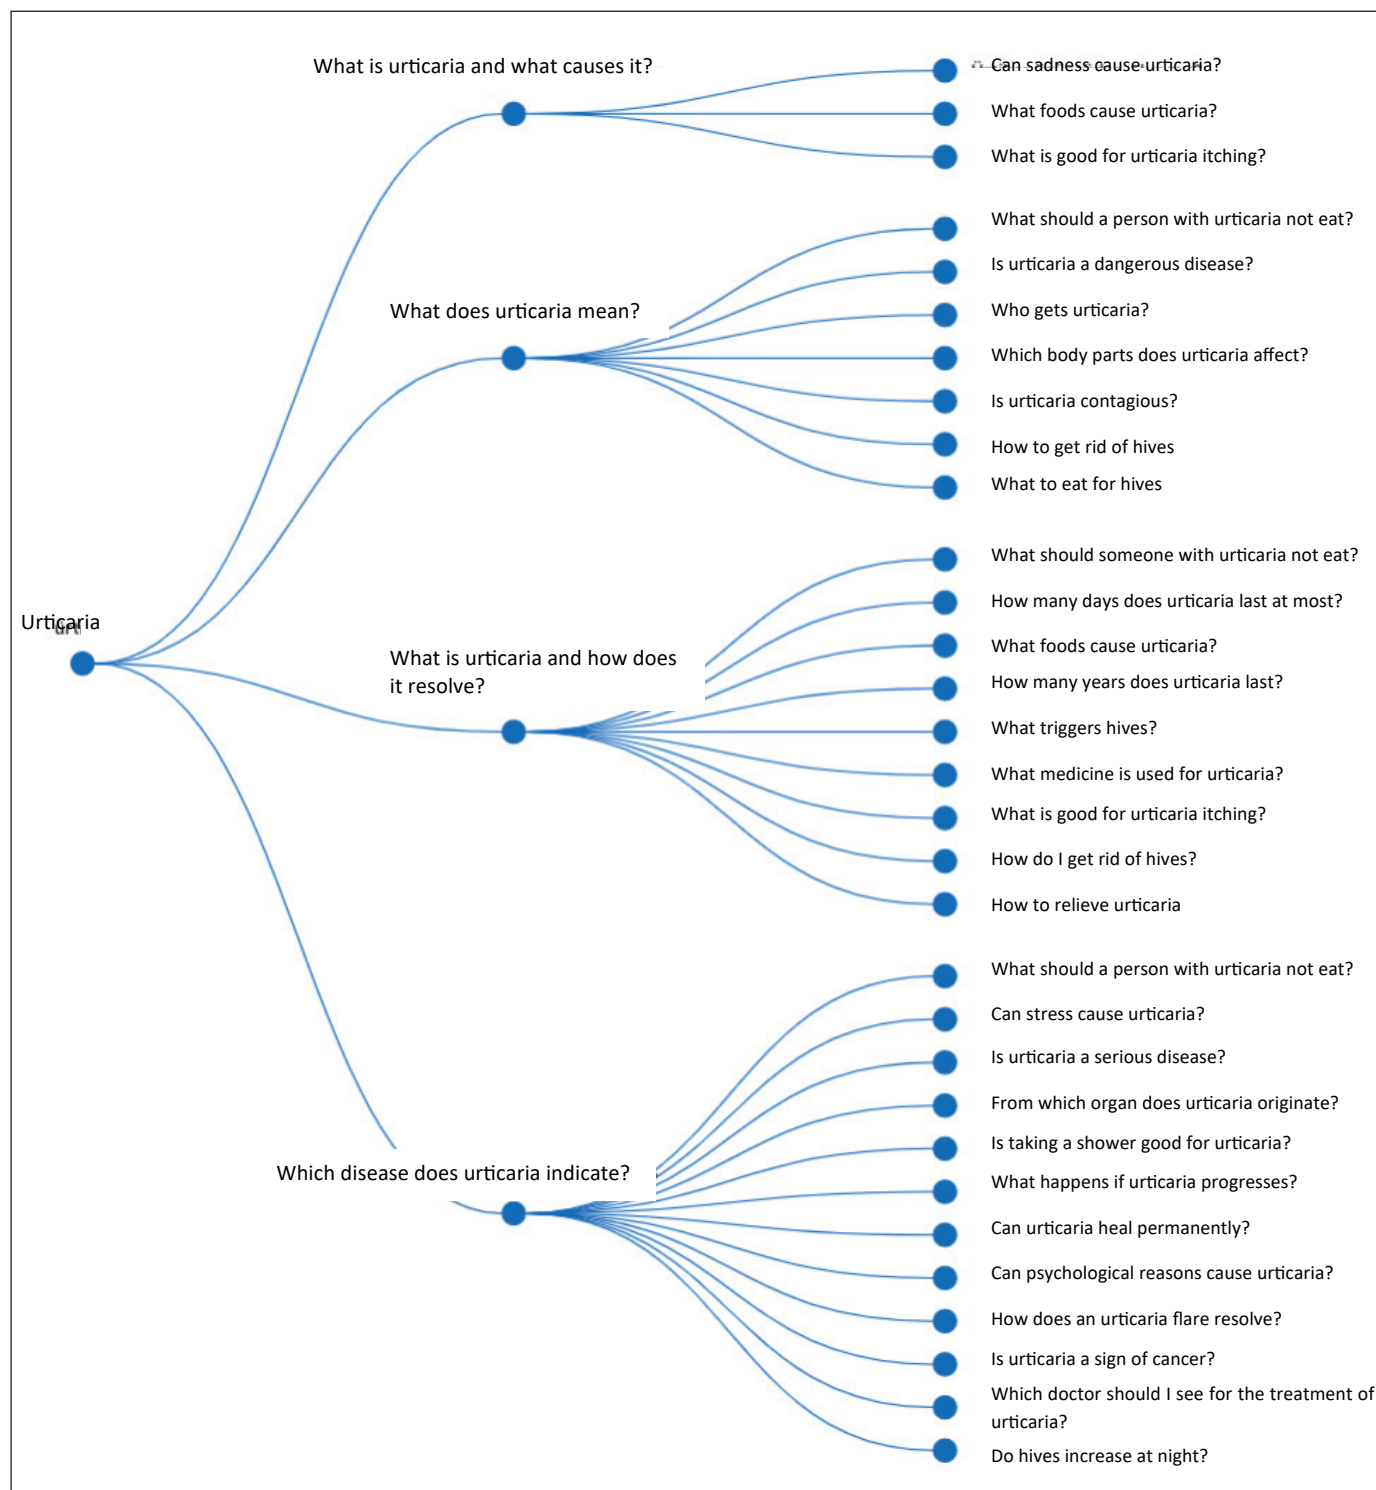 What is urticaria and what causes it?
Can sadness cause urticaria?
What foods cause urticaria?
What is good for urticaria itching?
What does urticaria mean?
What should a person with urticaria not eat?
Is urticaria a dangerous disease?
Who gets urticaria?
Which body parts does urticaria affect?
Is urticaria contagious?
How to get rid of hives
What to eat for hives
Urticaria
What is urticaria and how does
it resolve?
What should someone with urticaria not eat?
How many days does urticaria last at most?
What foods cause urticaria?
How many years does urticaria last?
What triggers hives?
What medicine is used for urticaria?
What is good for urticaria itching?
How do I get rid of hives?
How to relieve urticaria
Which disease does urticaria indicate?
What should a person with urticaria not eat?
Can stress cause urticaria?
Is urticaria a serious disease?
From which organ does urticaria originate?
Is taking a shower good for urticaria?
What happens if urticaria progresses?
Can urticaria heal permanently?
Can psychological reasons cause urticaria?
How does an urticaria flare resolve?
Is urticaria a sign of cancer?
Which doctor should I see for the treatment of
urticaria?
Do hives increase at night?